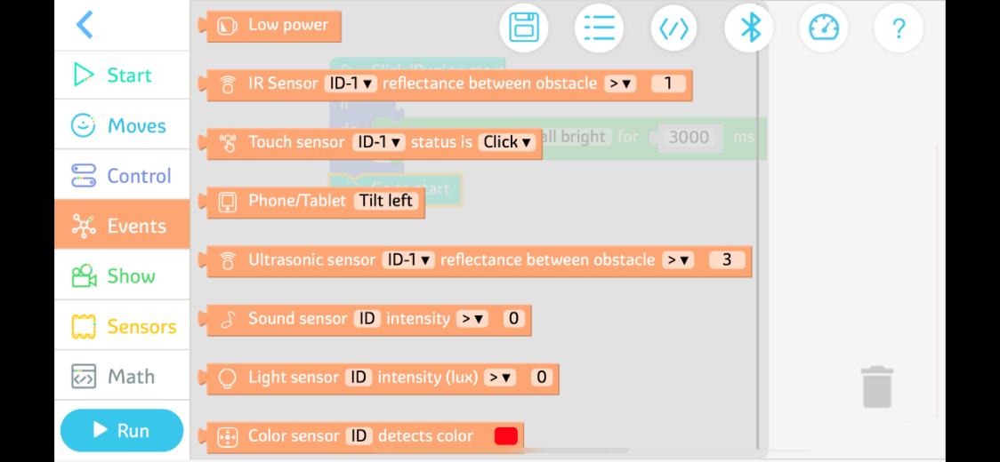 Low power
?
Start
Click 'Run' to start
IR Sensor ID-1 ▾ reflectance between obstacle > ▾ 1
if
Moves
do
Touch sensor ID-1 ▾ status is Click ▾
all bright for 3000 ms
Control
Go to start
Phone/Tablet Tilt left
Events
Ultrasonic sensor ID-1 ▾ reflectance between obstacle > ▾ 3
Show
Sound sensor ID intensity > ▾ 0
Sensors
Light sensor ID intensity (lux) > ▾ 0
Math
Run
Color sensor ID detects color